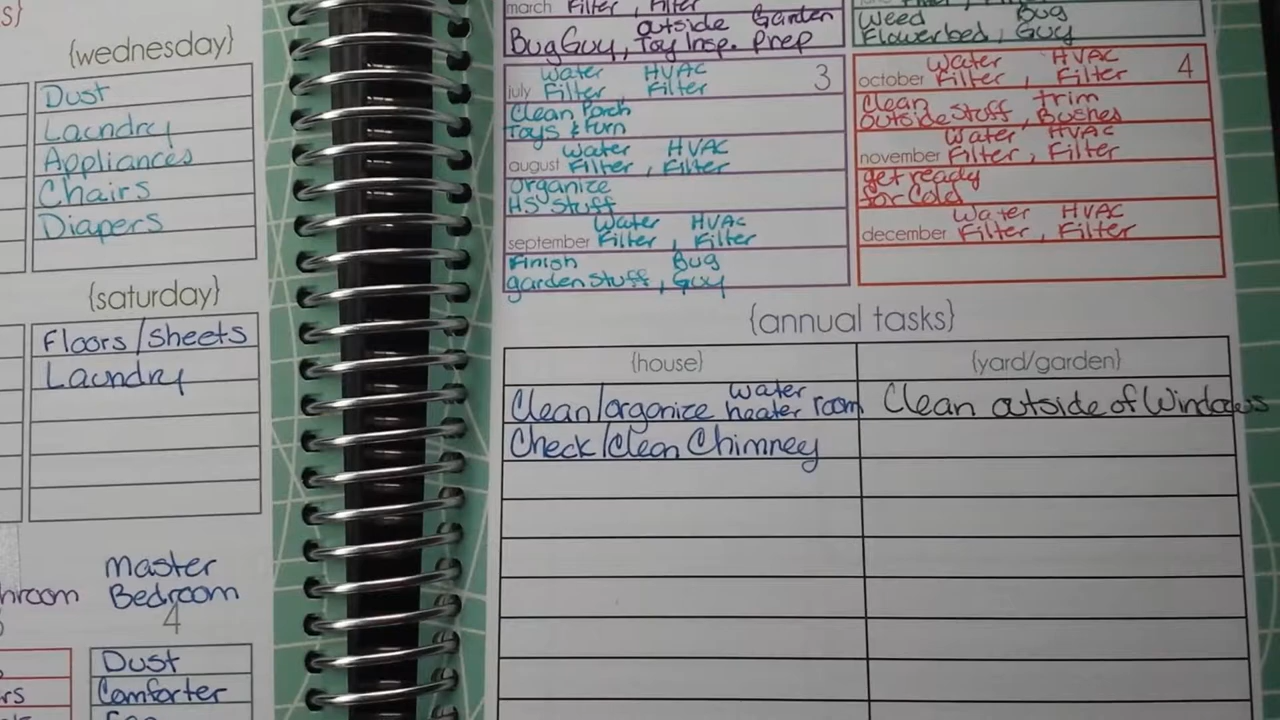 s}
{wednesday}
Dust
Laundry
Appliances
Chairs
Diapers
{saturday}
Floors/Sheets
Laundry
Master
Bedroom
4
Dust
Comforter
march Filter, Filter
Bug Guy, outside Toy Insp. Garden Prep
Weed Flowerbed, Bug Guy
july Water Filter, HVAC Filter 3
Clean Porch
Toys & furn
august Water Filter, HVAC Filter
organize
HS Stuff
september Water Filter, HVAC Filter
Finish garden Stuff, Bug Guy
october Water Filter, HVAC Filter 4
Clean outside Stuff, trim Bushes
november Water Filter, HVAC Filter
get ready
for Cold
december Water Filter, HVAC Filter
{annual tasks}
{house}
{yard/garden}
Clean/organize water heater room
Clean outside of Windows
Check/Clean Chimney